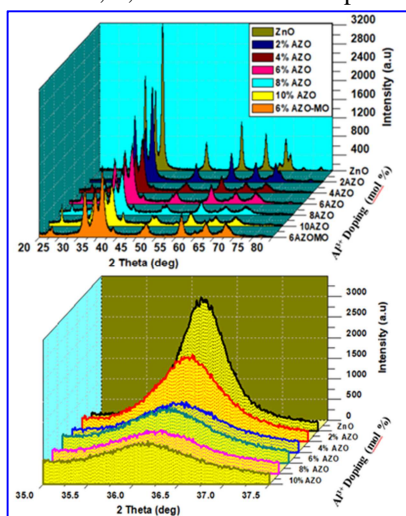 ZnO
2% AZO
4% AZO
6% AZO
8% AZO
10% AZO
6% AZO-MO
3200
2800
2400
2000
1600
1200
800
400
Intensity (a.u)
ZnO
2AZO
4AZO
6AZO
8AZO
10AZO
6AZOMO
Al³⁺ Doping (mol %)
20 25 30 35 40 45 50 55 60 65 70 75 80
2 Theta (deg)
3000
2500
2000
1500
1000
500
0
Intensity (a.u)
ZnO
2% AZO
4% AZO
6% AZO
8% AZO
10% AZO
Al³⁺ Doping (mol %)
35.0 35.5 36.0 36.5 37.0 37.5
2 Theta (deg)